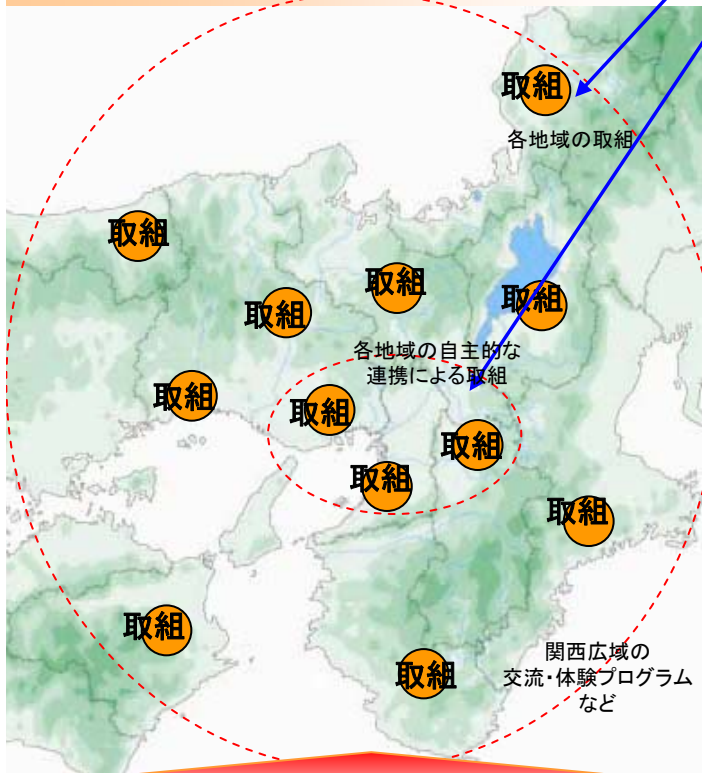 取組
各地域の取組
取組
取組
取組
取組
各地域の自主的な
連携による取組
取組
取組
取組
取組
取組
取組
関西広域の
交流・体験プログラム
など
取組